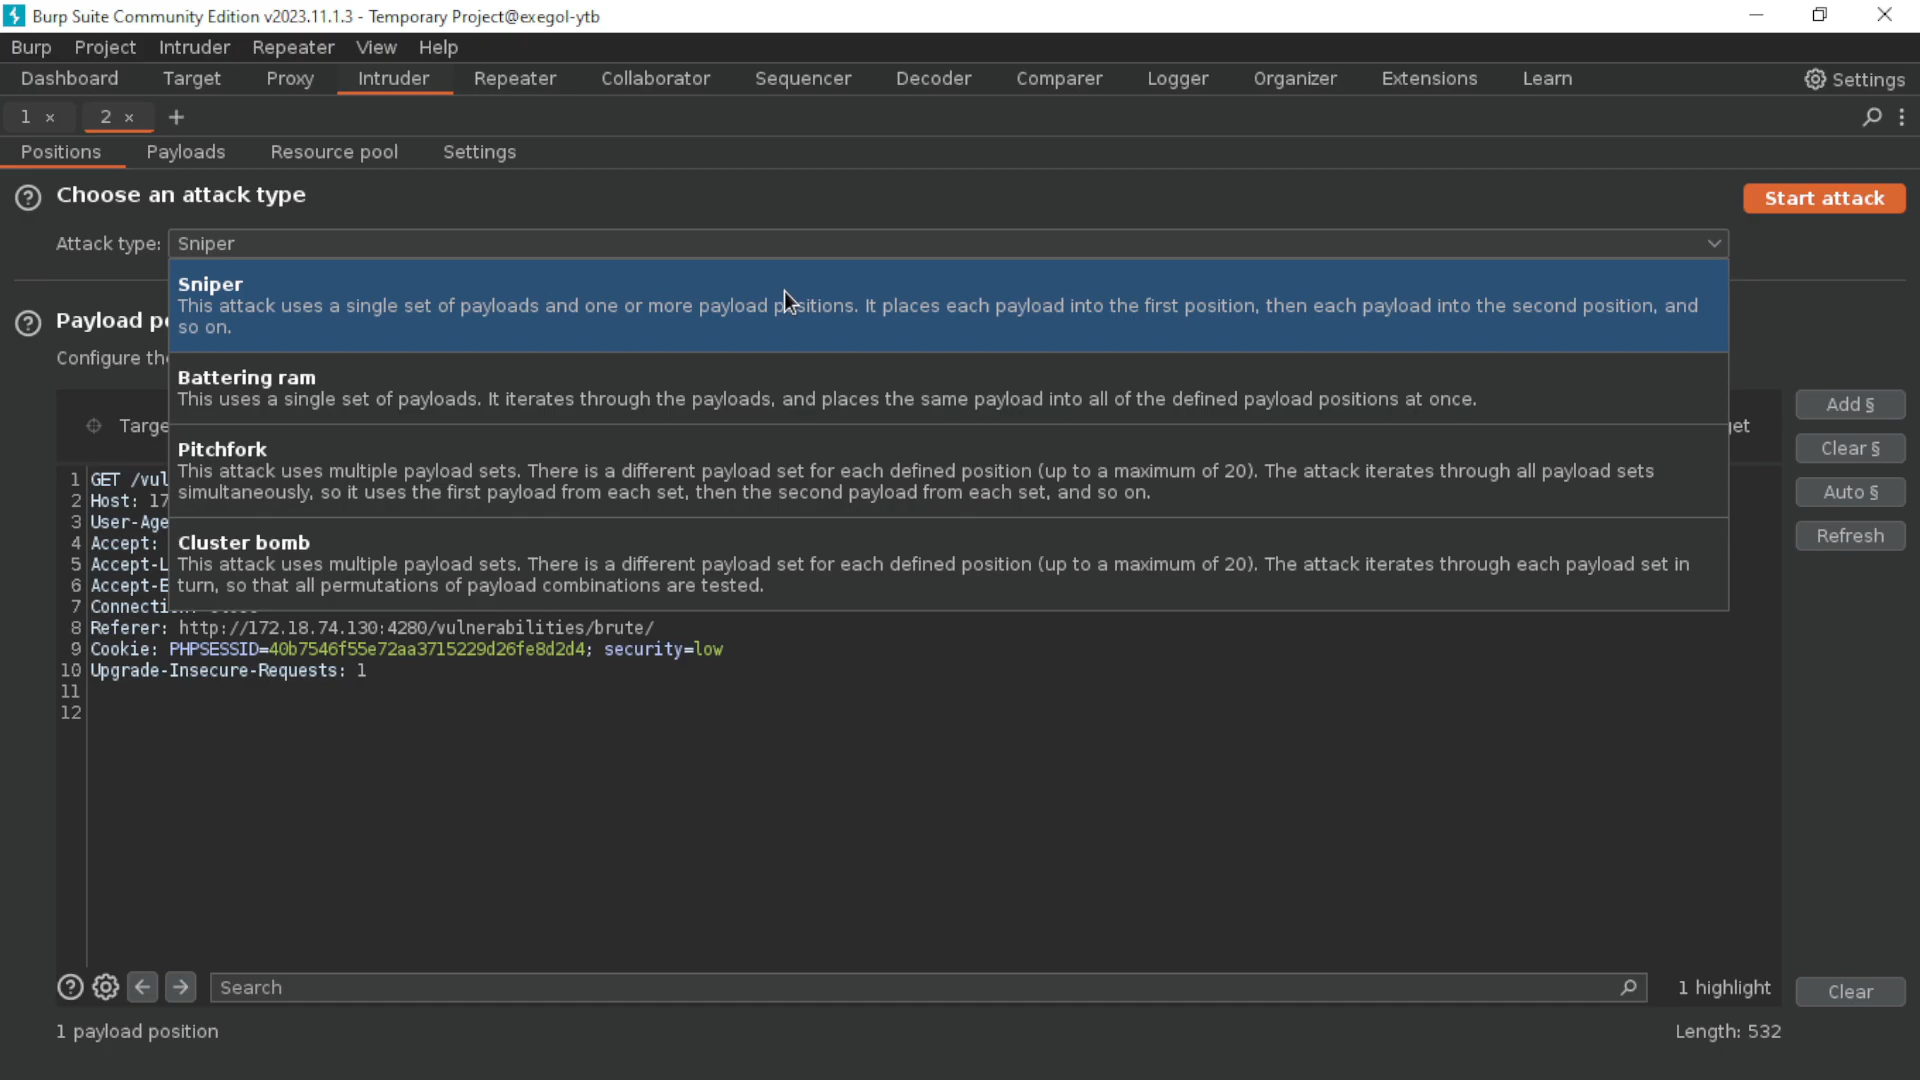 Burp Suite Community Edition v2023.11.1.3 - Temporary Project@exegol-ytb
Burp Project Intruder Repeater View Help
Dashboard Target Proxy Intruder Repeater Collaborator Sequencer Decoder Comparer Logger Organizer Extensions Learn Settings
1 × 2 × +
Positions Payloads Resource pool Settings
Choose an attack type
Start attack
Attack type: Sniper
Sniper
This attack uses a single set of payloads and one or more payload positions. It places each payload into the first position, then each payload into the second position, and
so on.
Payload p
Configure th
Battering ram
This uses a single set of payloads. It iterates through the payloads, and places the same payload into all of the defined payload positions at once.
Add §
Targe
et
Pitchfork
This attack uses multiple payload sets. There is a different payload set for each defined position (up to a maximum of 20). The attack iterates through all payload sets
simultaneously, so it uses the first payload from each set, then the second payload from each set, and so on.
Clear §
Auto §
Refresh
Cluster bomb
This attack uses multiple payload sets. There is a different payload set for each defined position (up to a maximum of 20). The attack iterates through each payload set in
turn, so that all permutations of payload combinations are tested.
1 GET /vul
2 Host: 17
3 User-Age
4 Accept:
5 Accept-L
6 Accept-E
7 Connecti
8 Referer: http://172.18.74.130:4280/vulnerabilities/brute/
9 Cookie: PHPSESSID=40b7546f55e72aa3715229d26fe8d2d4; security=low
10 Upgrade-Insecure-Requests: 1
11
12
Search
1 highlight
Clear
1 payload position
Length: 532